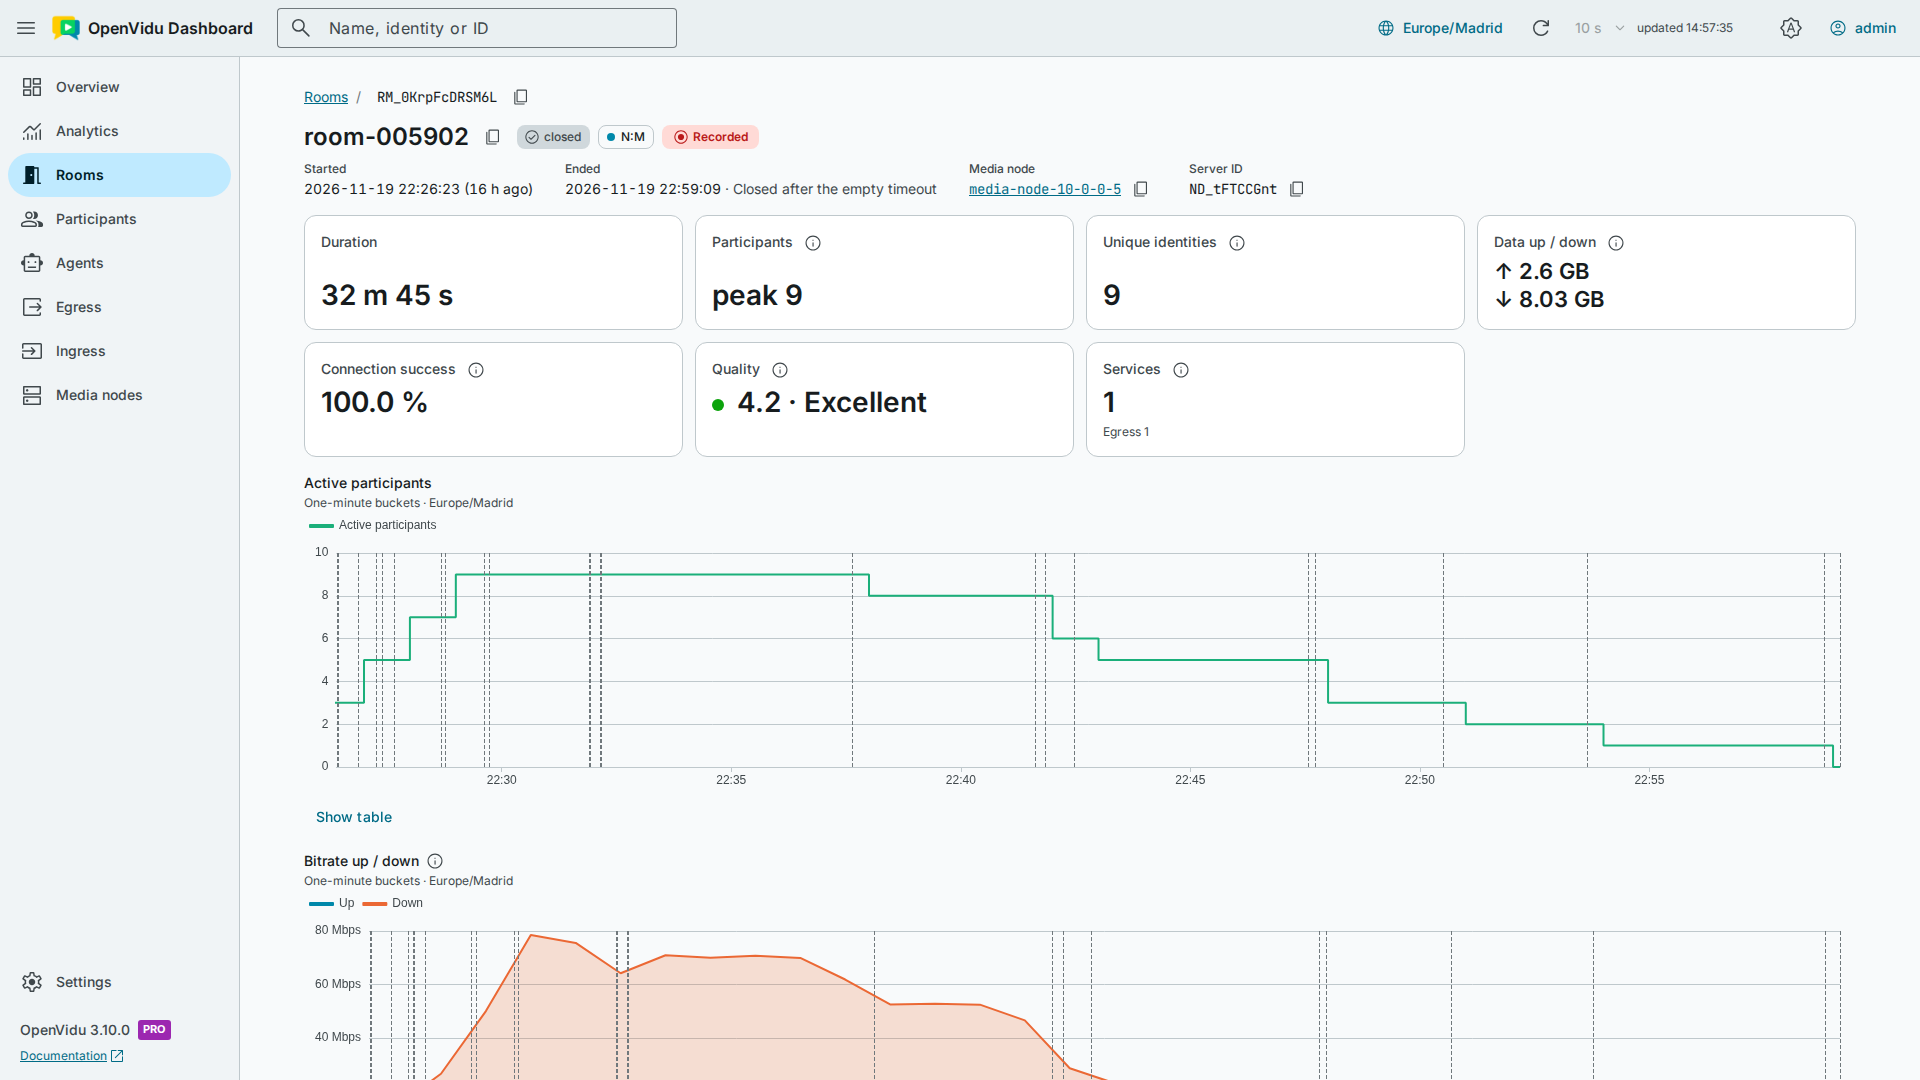 OpenVidu Dashboard
Name, identity or ID
Europe/Madrid
10 s
updated 14:57:35
admin
Overview
Analytics
Rooms
Participants
Agents
Egress
Ingress
Media nodes
Settings
OpenVidu 3.10.0 PRO
Documentation
Rooms / RM_0KrpFcDRSM6L
room-005902 closed N:M Recorded
Started
2026-11-19 22:26:23 (16 h ago)
Ended
2026-11-19 22:59:09 · Closed after the empty timeout
Media node
media-node-10-0-0-5
Server ID
ND_tFTCCGnt
Duration
32 m 45 s
Participants
peak 9
Unique identities
9
Data up / down
↑ 2.6 GB
↓ 8.03 GB
Connection success
100.0 %
Quality
4.2 · Excellent
Services
1
Egress 1
Active participants
One-minute buckets · Europe/Madrid
Active participants
10
8
6
4
2
0
22:30 22:35 22:40 22:45 22:50 22:55
Show table
Bitrate up / down
One-minute buckets · Europe/Madrid
Up Down
80 Mbps
60 Mbps
40 Mbps